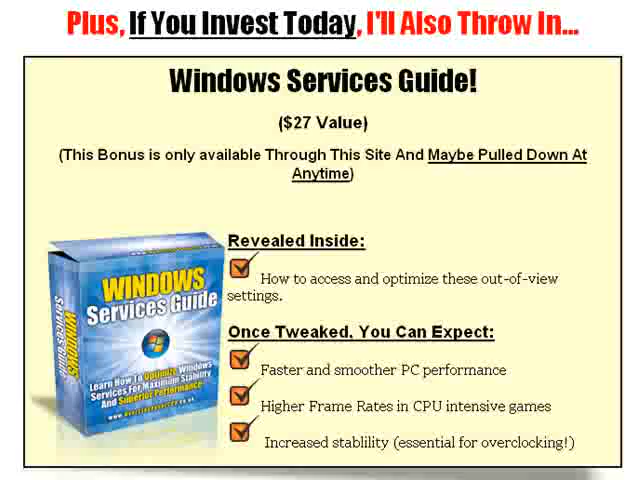 Plus, If You Invest Today, I'll Also Throw In...
Windows Services Guide!
($27 Value)
(This Bonus is only available Through This Site And Maybe Pulled Down At
Anytime)
Revealed Inside:
How to access and optimize these out-of-view
settings.
Once Tweaked, You Can Expect:
Faster and smoother PC performance
Higher Frame Rates in CPU intensive games
Increased stablility (essential for overclocking!)
WINDOWS
Services Guide
Learn How To Optimize Windows
Services For Maximum Stability
And Superior Performance
WINDOWS
Services Guide